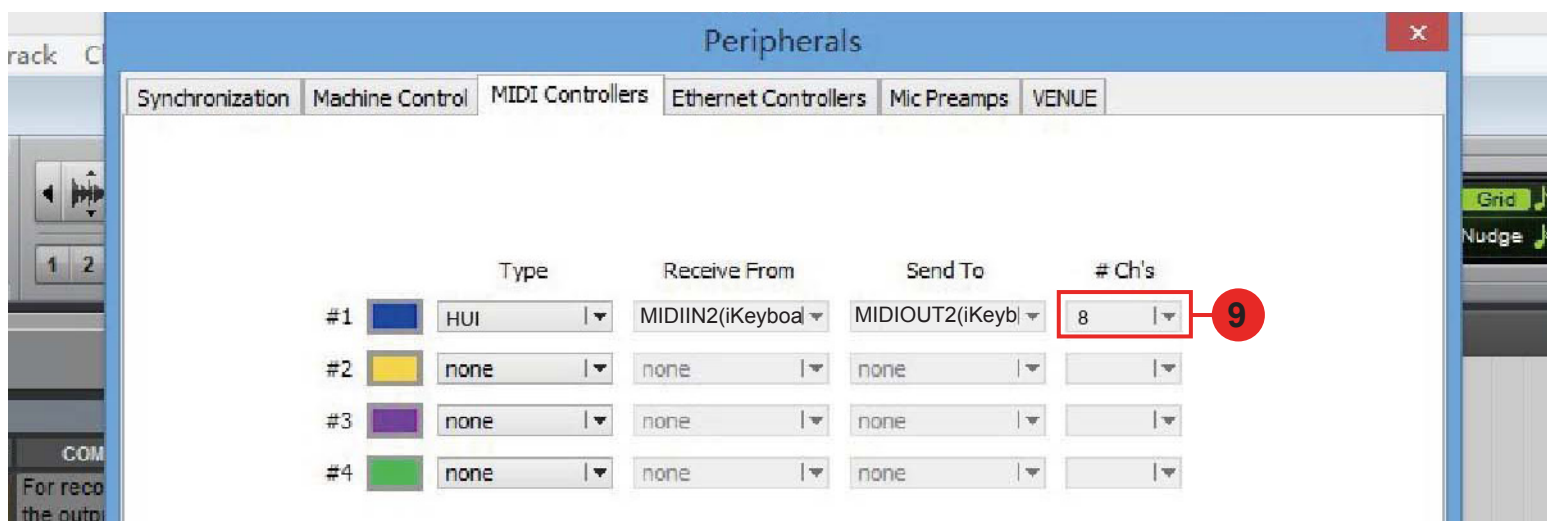 Peripherals
x
rack Cl
Synchronization Machine Control MIDI Controllers Ethernet Controllers Mic Preamps VENUE
Grid
Nudge
1 2
Type Receive From Send To # Ch's
#1 HUI MIDIIN2(iKeyboa MIDIOUT2(iKeyb 8 9
#2 none none none
#3 none none none
#4 none none none
COM
For reco
the outp